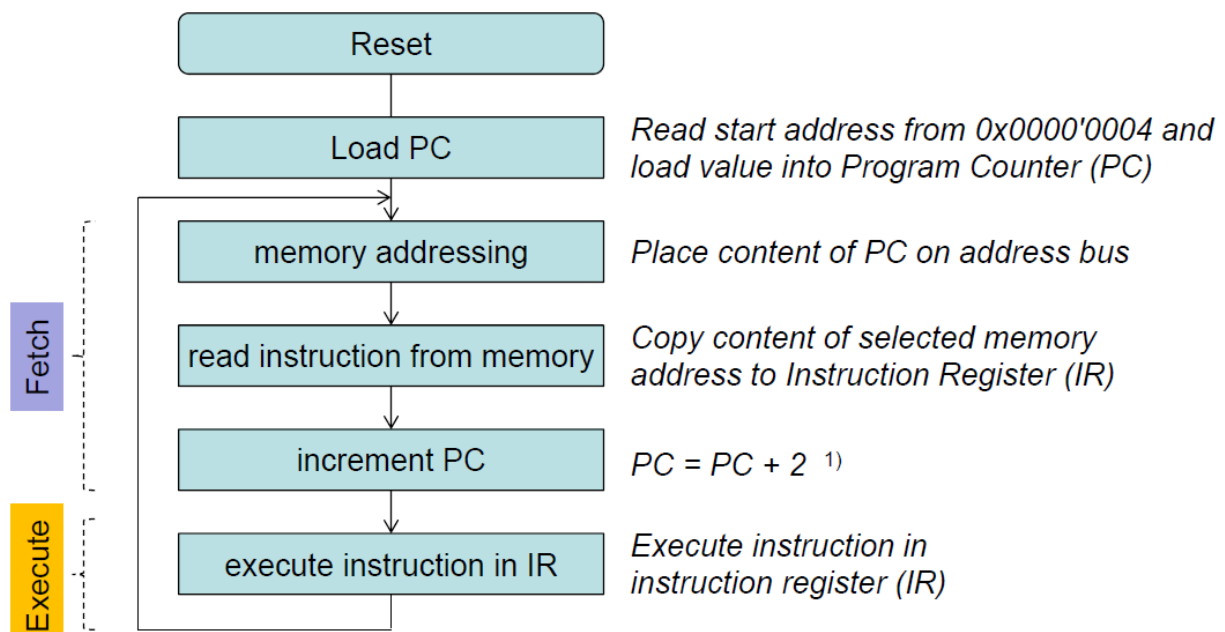 Reset
Load PC
Read start address from 0x0000'0004 and
load value into Program Counter (PC)
memory addressing
Place content of PC on address bus
Fetch
read instruction from memory
Copy content of selected memory
address to Instruction Register (IR)
increment PC
PC = PC + 2 1)
Execute
execute instruction in IR
Execute instruction in
instruction register (IR)